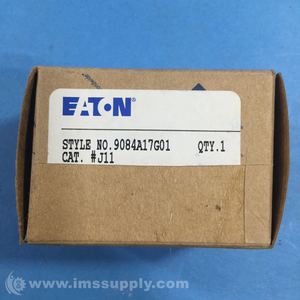 EATON
STYLE NO.9084A17G01 QTY.1
CAT. #J11
© www.imssupply.com